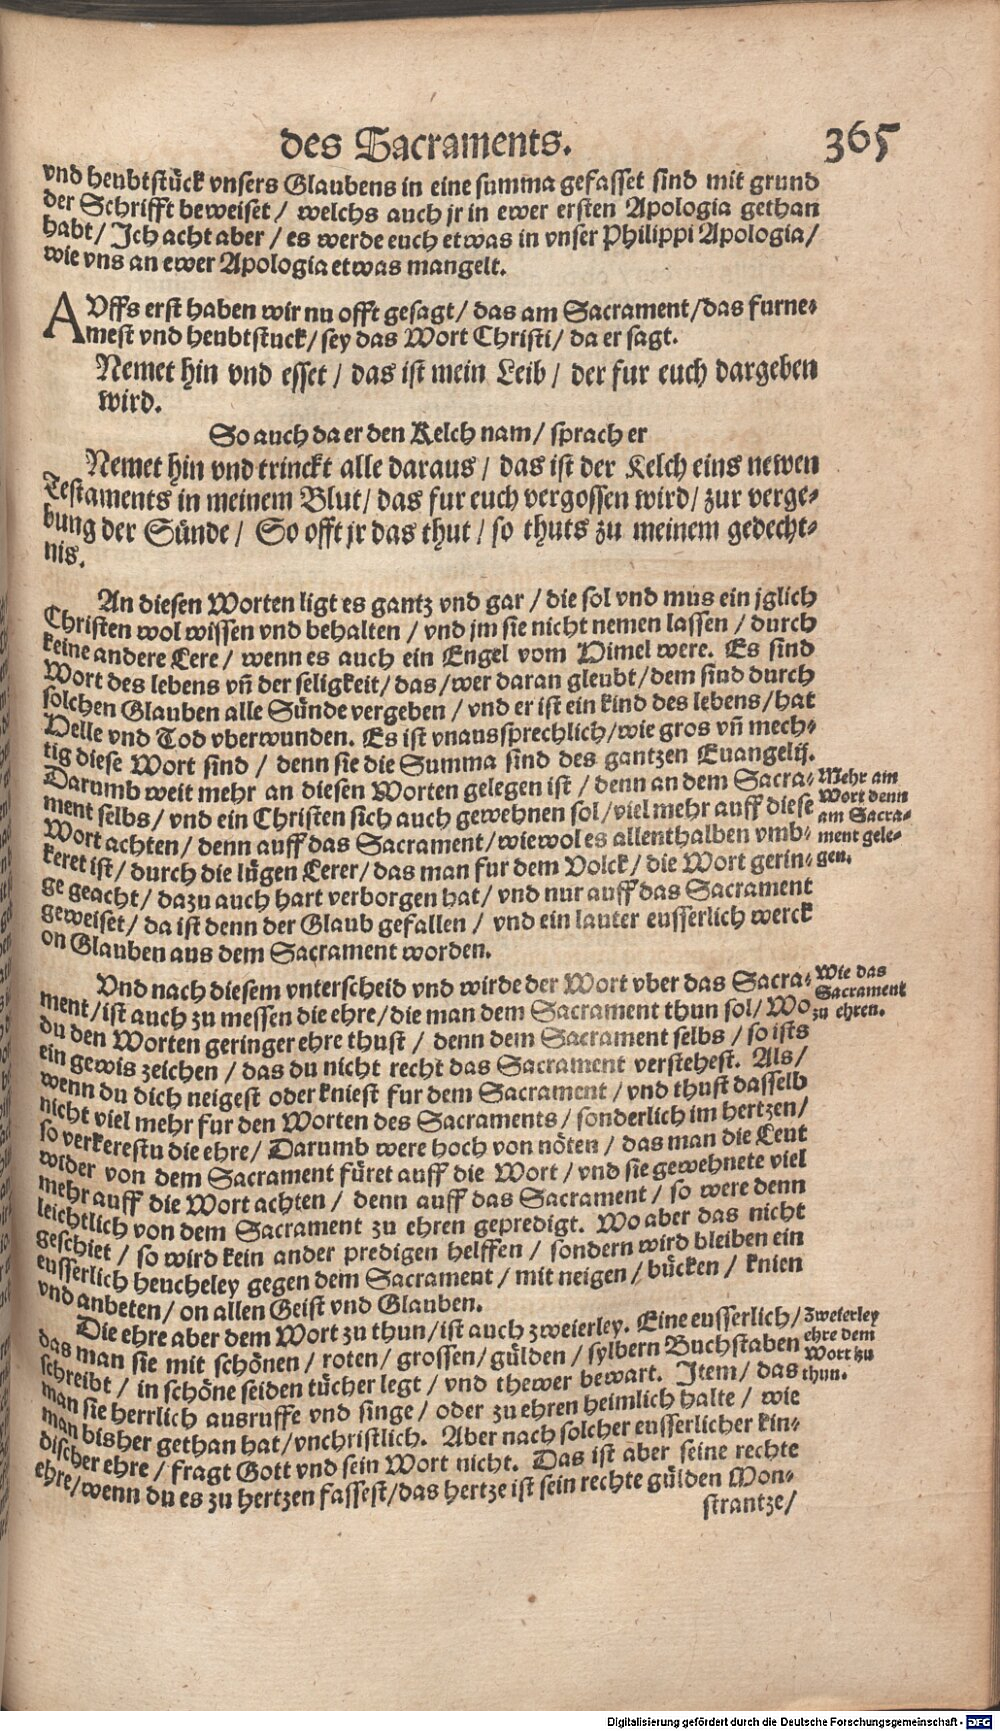 des Sacraments. 365
vnd heubtstück vnsers Glaubens in eine summa gefasset sind mit grund
der Schrifft beweiset / welchs auch jr in ewer ersten Apologia gethan
habt / Ich acht aber / es werde euch etwas in vnser Philippi Apologia /
wie vns an ewer Apologia etwas mangelt.
AVffs erst haben wir nu offt gesagt / das am Sacrament / das furne-
mest vnd heubtstuck / sey das Wort Christi / da er sagt.
Nemet hin vnd esset / das ist mein Leib / der fur euch dargeben
wird.
So auch da er den Kelch nam / sprach er
Nemet hin vnd trinckt alle daraus / das ist der Kelch eins newen
Testaments in meinem Blut / das fur euch vergossen wird / zur verge-
bung der Sünde / So offt jr das thut / so thuts zu meinem gedecht-
nis.
An diesen Worten ligt es gantz vnd gar / die sol vnd mus ein jglich
Christen wol wissen vnd behalten / vnd jm sie nicht nemen lassen / durch
keine andere Lere / wenn es auch ein Engel vom Himel were. Es sind
Wort des lebens vn̄ der seligkeit / das / wer daran gleubt / dem sind durch
solchen Glauben alle Sünde vergeben / vnd er ist ein kind des lebens / hat
Helle vnd Tod vberwunden. Es ist vnaussprechlich / wie gros vn̄ mech-
tig diese Wort sind / denn sie die Summa sind des gantzen Euangelij.
Darumb weit mehr an diesen Worten gelegen ist / denn an dem Sacra-
ment selbs / vnd ein Christen sich auch gewehnen sol / viel mehr auff diese
Wort achten / denn auff das Sacrament / wiewol es allenthalben vmb-
keret ist / durch die lügen Lerer / das man fur dem Volck / die Wort gerin-
ge geacht / dazu auch hart verborgen hat / vnd nur auff das Sacrament
geweiset / da ist denn der Glaub gefallen / vnd ein lauter eusserlich werck
on Glauben aus dem Sacrament worden.
Mehr am
Wort denn
am Sacra-
ment gele-
gen.
Vnd nach diesem vnterscheid vnd wirde der Wort vber das Sacra-
ment / ist auch zu messen die ehre / die man dem Sacrament thun sol / Wo
du den Worten geringer ehre thust / denn dem Sacrament selbs / so ists
ein gewis zeichen / das du nicht recht das Sacrament verstehest. Als /
wenn du dich neigest oder kniest fur dem Sacrament / vnd thust dasselb
nicht viel mehr fur den Worten des Sacraments / sonderlich im hertzen /
so verkerestu die ehre / Darumb were hoch von nöten / das man die Leut
wider von dem Sacrament füret auff die Wort / vnd sie gewehnete viel
mehr auff die Wort achten / denn auff das Sacrament / so were denn
leichtlich von dem Sacrament zu ehren gepredigt. Wo aber das nicht
geschiet / so wird kein ander predigen helffen / sondern wird bleiben ein
eusserlich heucheley gegen dem Sacrament / mit neigen / bücken / knien
vnd anbeten / on allen Geist vnd Glauben.
Wie das
Sacrament
zu ehren.
Die ehre aber dem Wort zu thun / ist auch zweierley. Eine eusserlich /
das man sie mit schönen / roten / grossen / gülden / sylbern Buchstaben
schreibt / in schöne seiden tücher legt / vnd thewer bewart. Item / das
man sie herrlich ausruffe vnd singe / oder zu ehren heimlich halte / wie
man bisher gethan hat / vnchristlich. Aber nach solcher eusserlicher kin-
discher ehre / fragt Gott vnd sein Wort nicht. Das ist aber seine rechte
ehre / wenn du es zu hertzen fassest / das hertze ist sein rechte gülden Mon-
strantze /
Zweierley
ehre dem
Wort zu
thun.
Digitalisierung gefördert durch die Deutsche Forschungsgemeinschaft - DFG